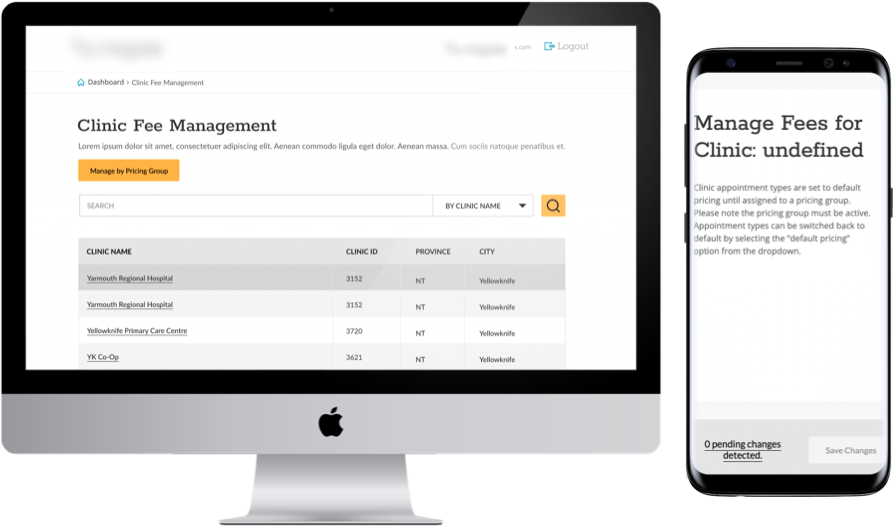 s.com
Logout
Dashboard › Clinic Fee Management
Clinic Fee Management
Lorem ipsum dolor sit amet, consectetuer adipiscing elit. Aenean commodo ligula eget dolor. Aenean massa. Cum sociis natoque penatibus et.
Manage by Pricing Group
SEARCH
BY CLINIC NAME
CLINIC NAME CLINIC ID PROVINCE CITY
Yarmouth Regional Hospital 3152 NT Yellowknife
Yarmouth Regional Hospital 3152 NT Yellowknife
Yellowknife Primary Care Centre 3720 NT Yellowknife
YK Co-Op 3621 NT Yellowknife
Manage Fees for
Clinic: undefined
Clinic appointment types are set to default
pricing until assigned to a pricing group.
Please note the pricing group must be active.
Appointment types can be switched back to
default by selecting the “default pricing”
option from the dropdown.
0 pending changes
detected.
Save Changes